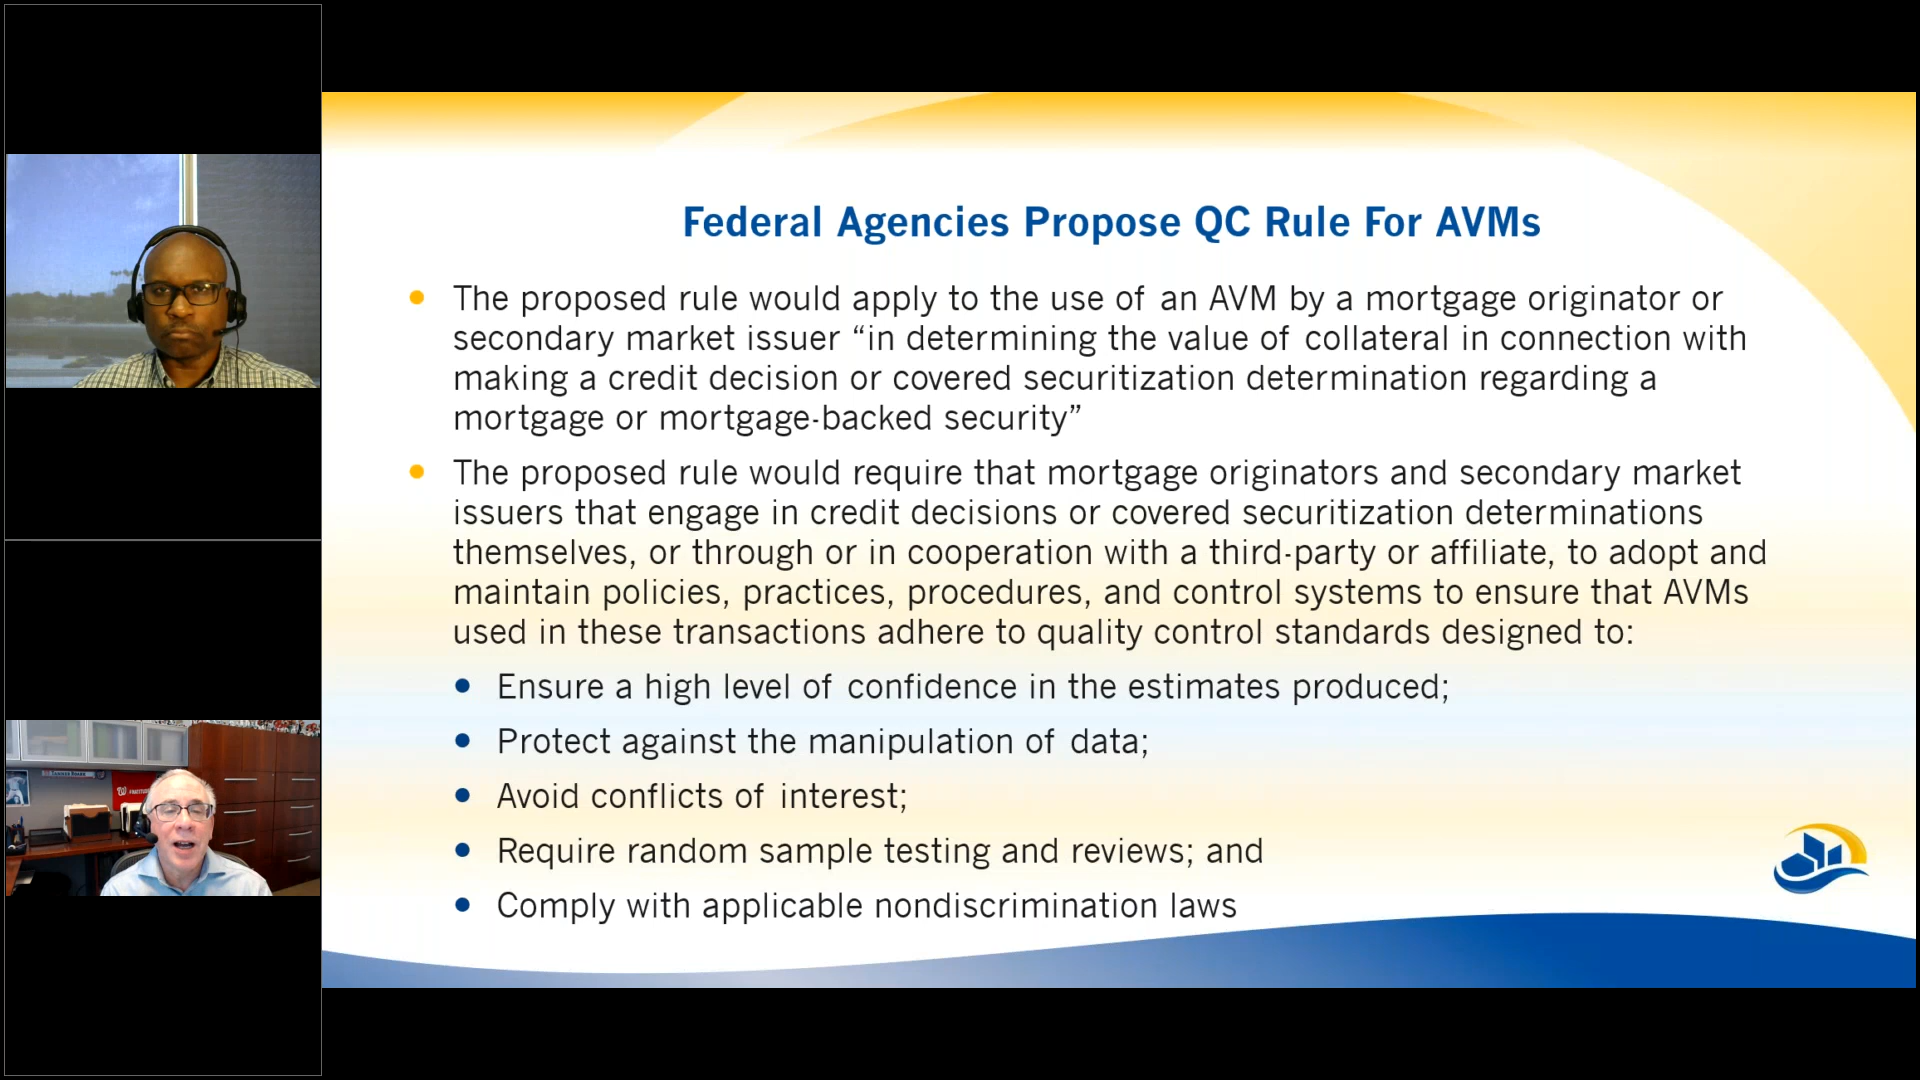 Federal Agencies Propose QC Rule For AVMs
The proposed rule would apply to the use of an AVM by a mortgage originator or
secondary market issuer “in determining the value of collateral in connection with
making a credit decision or covered securitization determination regarding a
mortgage or mortgage-backed security”
The proposed rule would require that mortgage originators and secondary market
issuers that engage in credit decisions or covered securitization determinations
themselves, or through or in cooperation with a third-party or affiliate, to adopt and
maintain policies, practices, procedures, and control systems to ensure that AVMs
used in these transactions adhere to quality control standards designed to:
Ensure a high level of confidence in the estimates produced;
Protect against the manipulation of data;
Avoid conflicts of interest;
Require random sample testing and reviews; and
Comply with applicable nondiscrimination laws